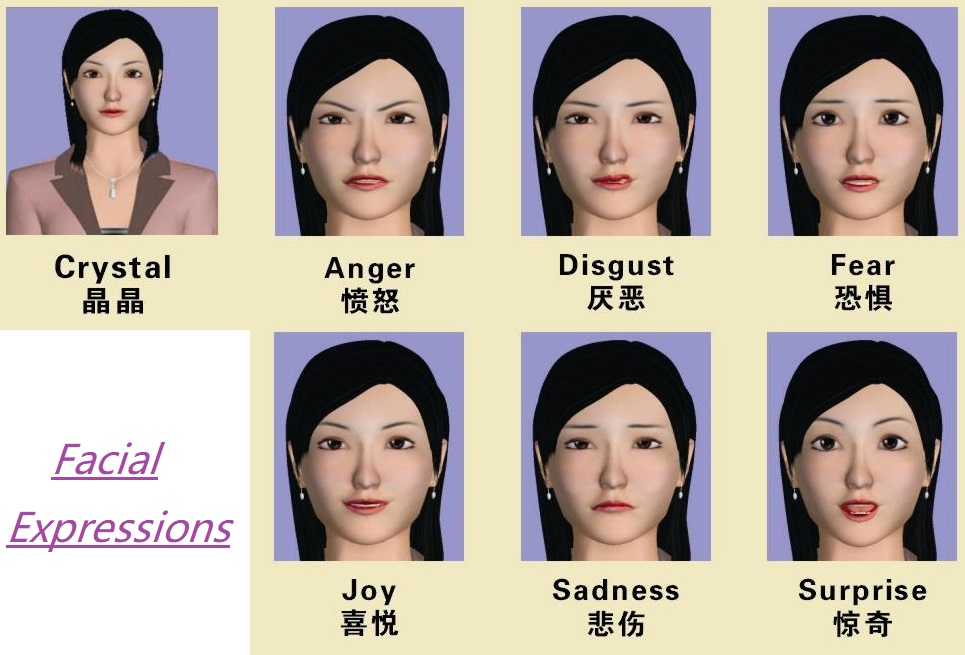 Crystal
晶晶
Anger
愤怒
Disgust
厌恶
Fear
恐惧
Facial
Expressions
Joy
喜悦
Sadness
悲伤
Surprise
惊奇